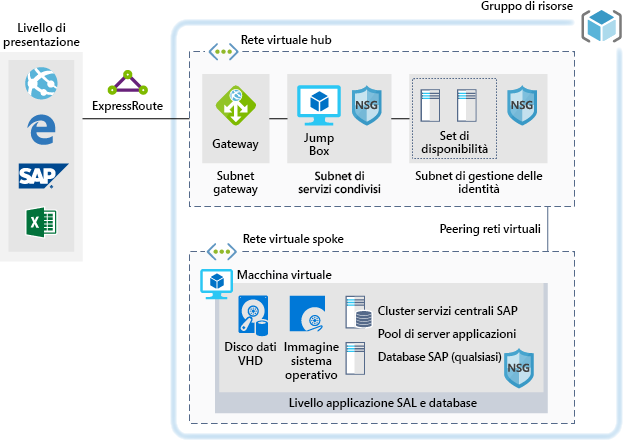 Gruppo di risorse
Livello di
presentazione
SAP
ExpressRoute
Rete virtuale hub
Gateway
Subnet
gateway
Jump
Box
NSG
Subnet di
servizi condivisi
Set di
disponibilità
NSG
Subnet di gestione delle
identità
Peering reti virtuali
Rete virtuale spoke
Macchina virtuale
Disco dati
VHD
Immagine
sistema
operativo
Cluster servizi centrali SAP
Pool di server applicazioni
Database SAP (qualsiasi)
NSG
Livello applicazione SAL e database